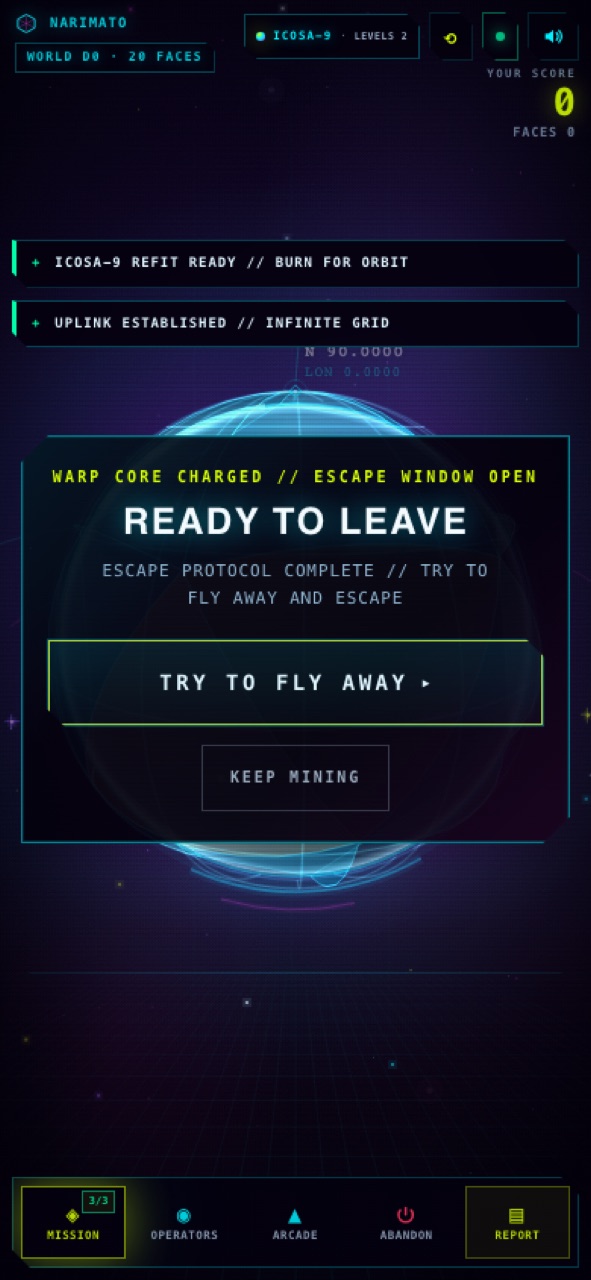 NARIMATO
ICOSA-9 · LEVELS 2
WORLD D0 · 20 FACES
YOUR SCORE
0
FACES 0
+ ICOSA-9 REFIT READY // BURN FOR ORBIT
+ UPLINK ESTABLISHED // INFINITE GRID
N 90.0000
LON 0.0000
WARP CORE CHARGED // ESCAPE WINDOW OPEN
READY TO LEAVE
ESCAPE PROTOCOL COMPLETE // TRY TO
FLY AWAY AND ESCAPE
TRY TO FLY AWAY ▸
KEEP MINING
3/3
MISSION
OPERATORS
ARCADE
ABANDON
REPORT